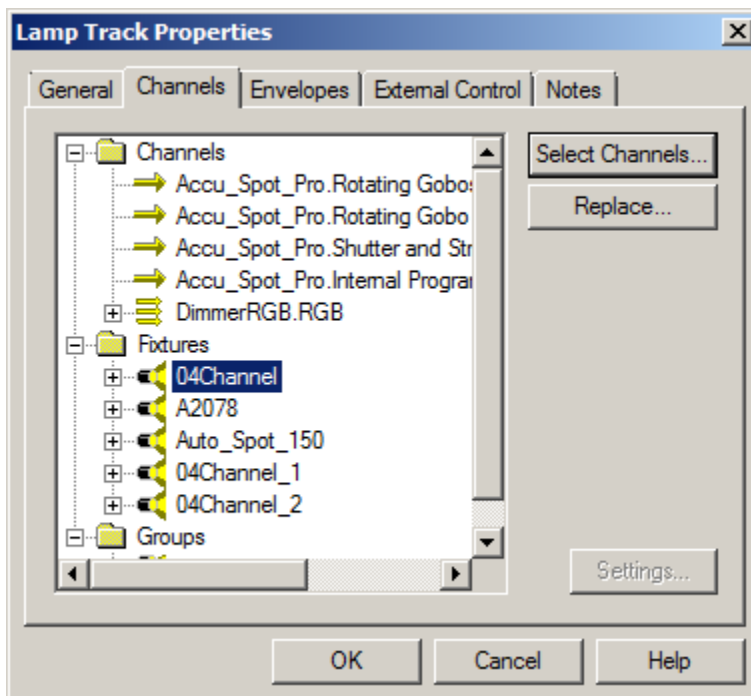 Lamp Track Properties
General Channels Envelopes External Control Notes
Channels
Accu_Spot_Pro.Rotating Gobos
Accu_Spot_Pro.Rotating Gobo
Accu_Spot_Pro.Shutter and Str
Accu_Spot_Pro.Internal Program
DimmerRGB.RGB
Fixtures
04Channel
A2078
Auto_Spot_150
04Channel_1
04Channel_2
Groups
Select Channels...
Replace...
Settings...
OK Cancel Help